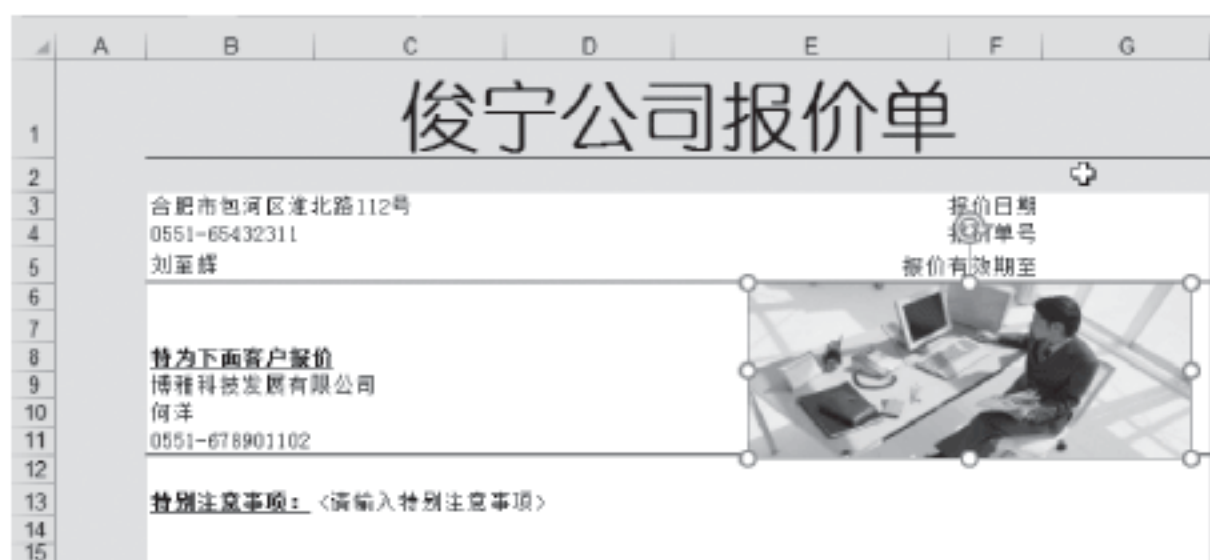 A B C D E F G
1 俊宁公司报价单
2
3 合肥市包河区淮北路112号 报价日期
4 0551-65432311 报价单号
5 刘至辉 报价有效期至
6
7
8 特为下面客户报价
9 博雅科技发展有限公司
10 何洋
11 0551-678901102
12
13 特别注意事项： <请输入特别注意事项>
14
15